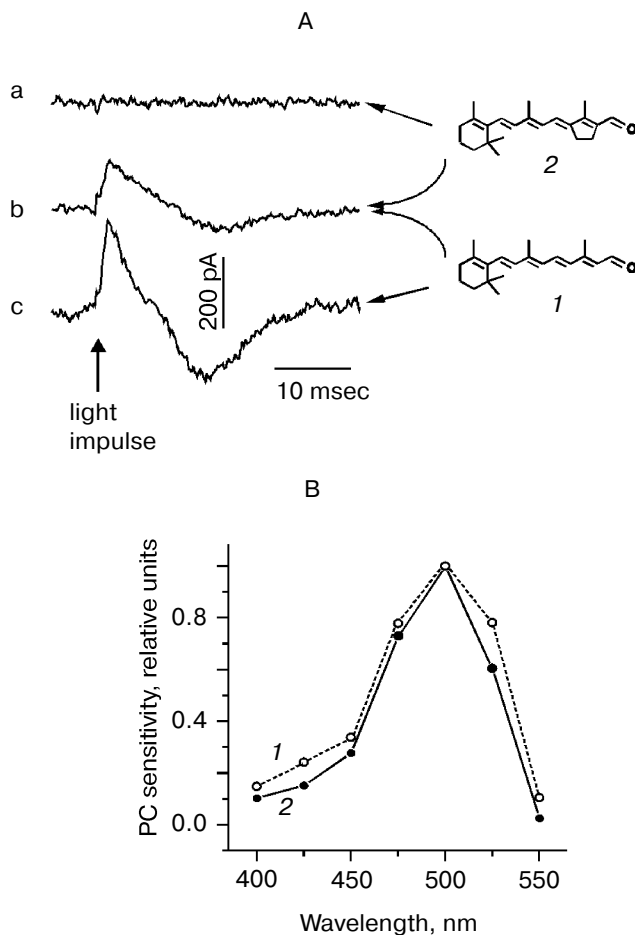 A
a
b
c
2
1
200 pA
10 msec
light
impulse
B
PC sensitivity, relative units
0.8
0.4
0.0
1
2
400 450 500 550
Wavelength, nm